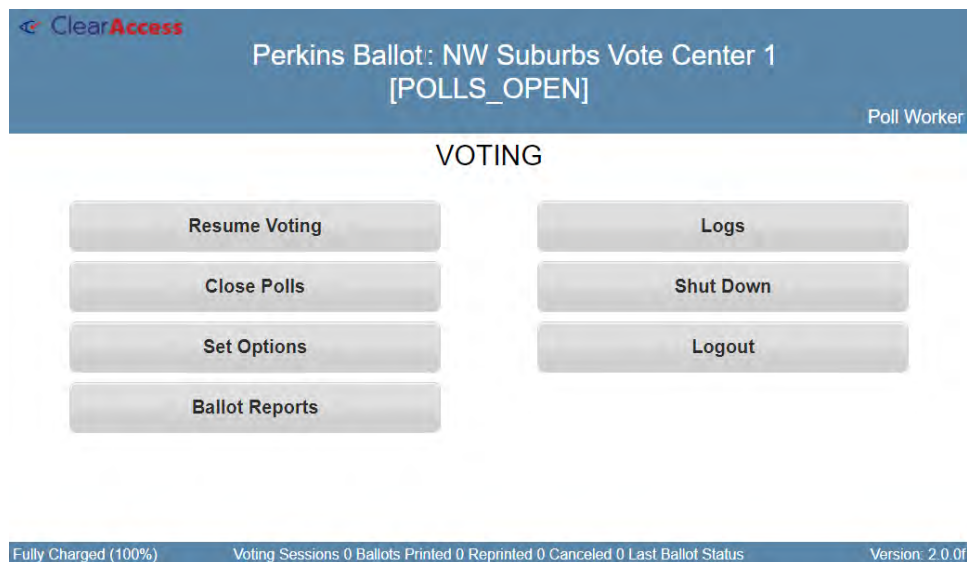 ClearAccess
Perkins Ballot: NW Suburbs Vote Center 1
[POLLS_OPEN]
Poll Worker
VOTING
Resume Voting
Logs
Close Polls
Shut Down
Set Options
Logout
Ballot Reports
Fully Charged (100%) Voting Sessions 0 Ballots Printed 0 Reprinted 0 Canceled 0 Last Ballot Status Version: 2.0.0f